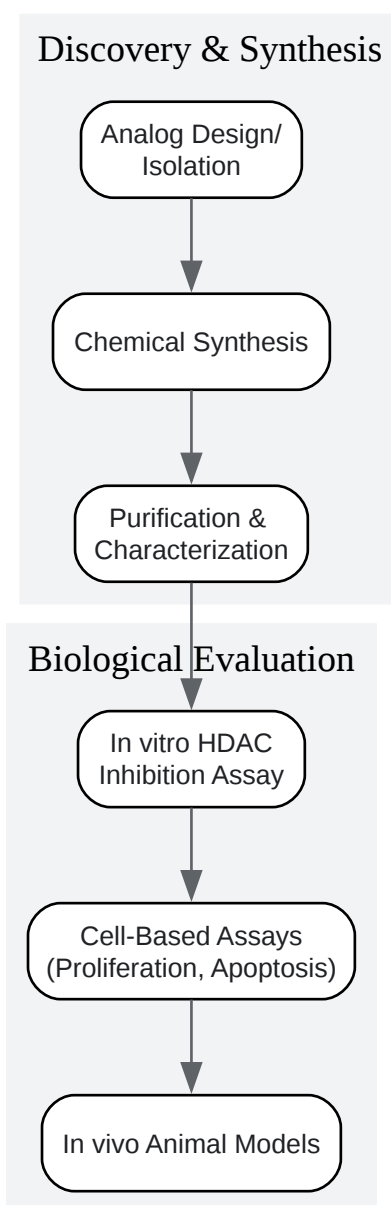 Discovery & Synthesis
Analog Design/
Isolation
Chemical Synthesis
Purification &
Characterization
Biological Evaluation
In vitro HDAC
Inhibition Assay
Cell-Based Assays
(Proliferation, Apoptosis)
In vivo Animal Models